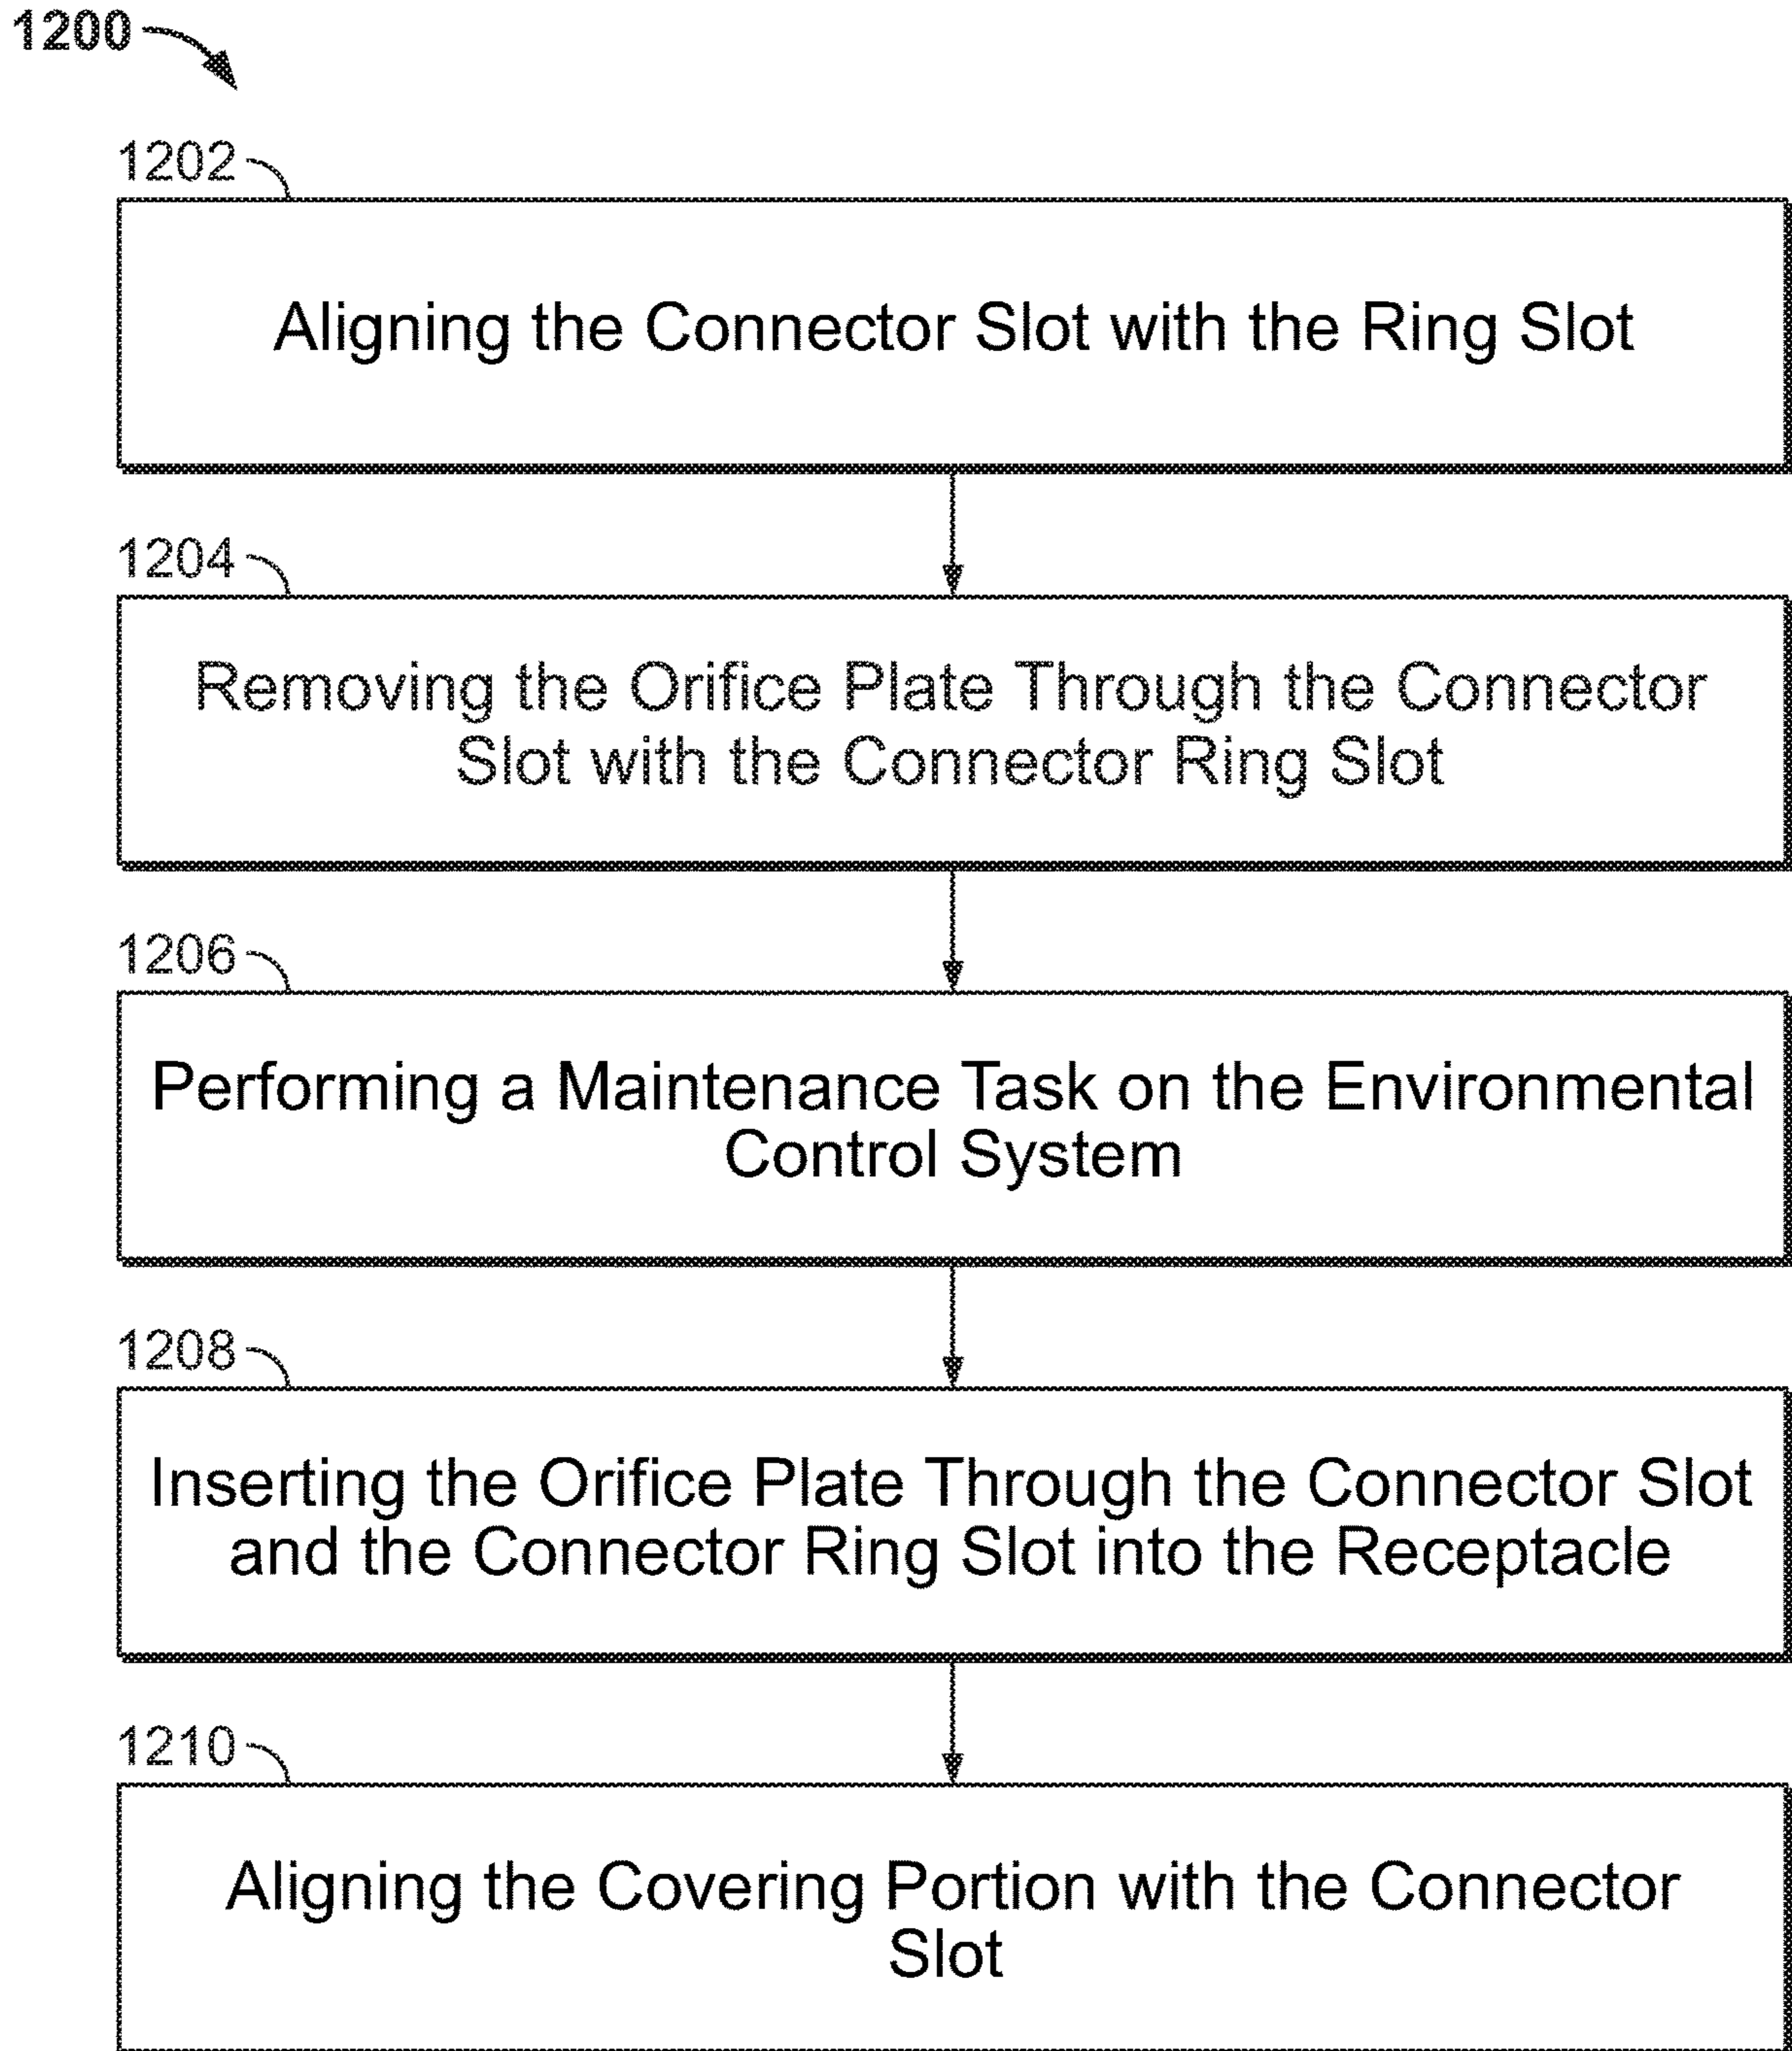 1200
1202
Aligning the Connector Slot with the Ring Slot
1204
Removing the Orifice Plate Through the Connector
Slot with the Connector Ring Slot
1206
Performing a Maintenance Task on the Environmental
Control System
1208
Inserting the Orifice Plate Through the Connector Slot
and the Connector Ring Slot into the Receptacle
1210
Aligning the Covering Portion with the Connector
Slot